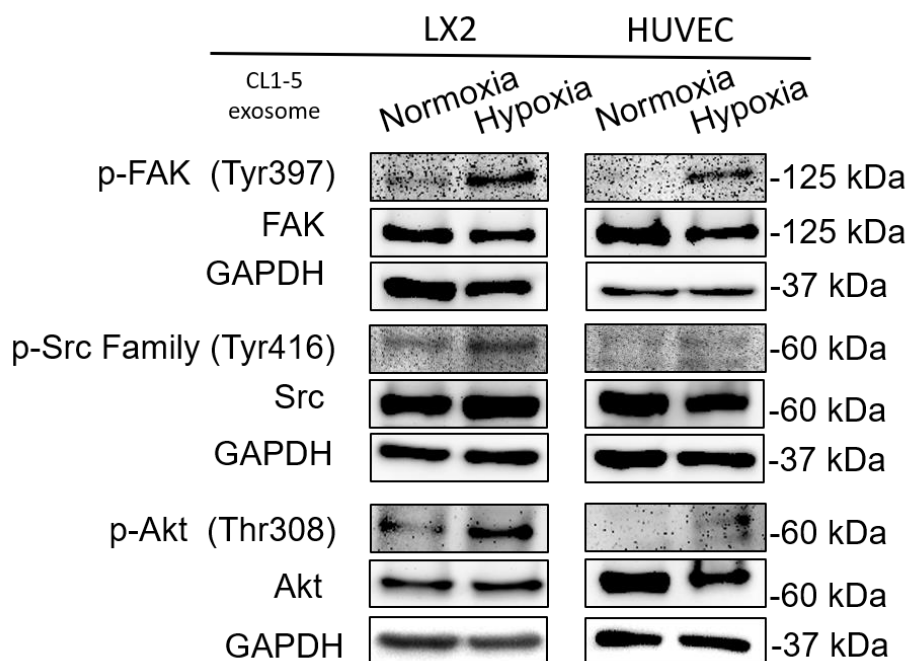 LX2 HUVEC
CL1-5
exosome
Normoxia Hypoxia Normoxia Hypoxia
p-FAK (Tyr397) -125 kDa
FAK -125 kDa
GAPDH -37 kDa
p-Src Family (Tyr416) -60 kDa
Src -60 kDa
GAPDH -37 kDa
p-Akt (Thr308) -60 kDa
Akt -60 kDa
GAPDH -37 kDa